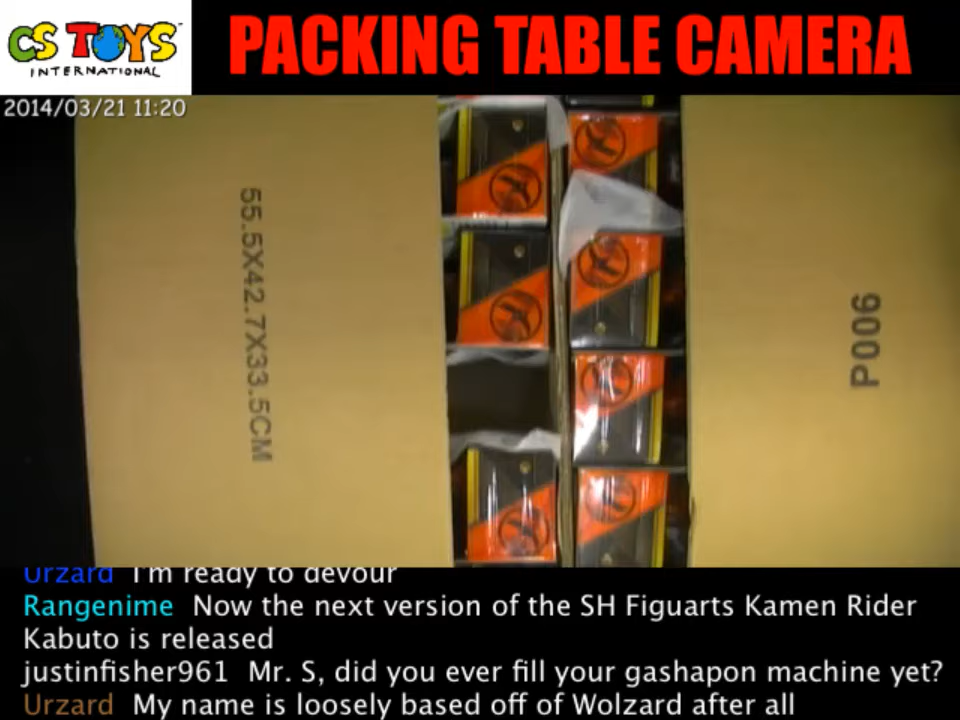 CS TOYS
INTERNATIONAL
PACKING TABLE CAMERA
2014/03/21 11:20
55.5X42.7X33.5CM
P006
Urzard I'm ready to devour
Rangenime Now the next version of the SH Figuarts Kamen Rider
Kabuto is released
justinfisher961 Mr. S, did you ever fill your gashapon machine yet?
Urzard My name is loosely based off of Wolzard after all